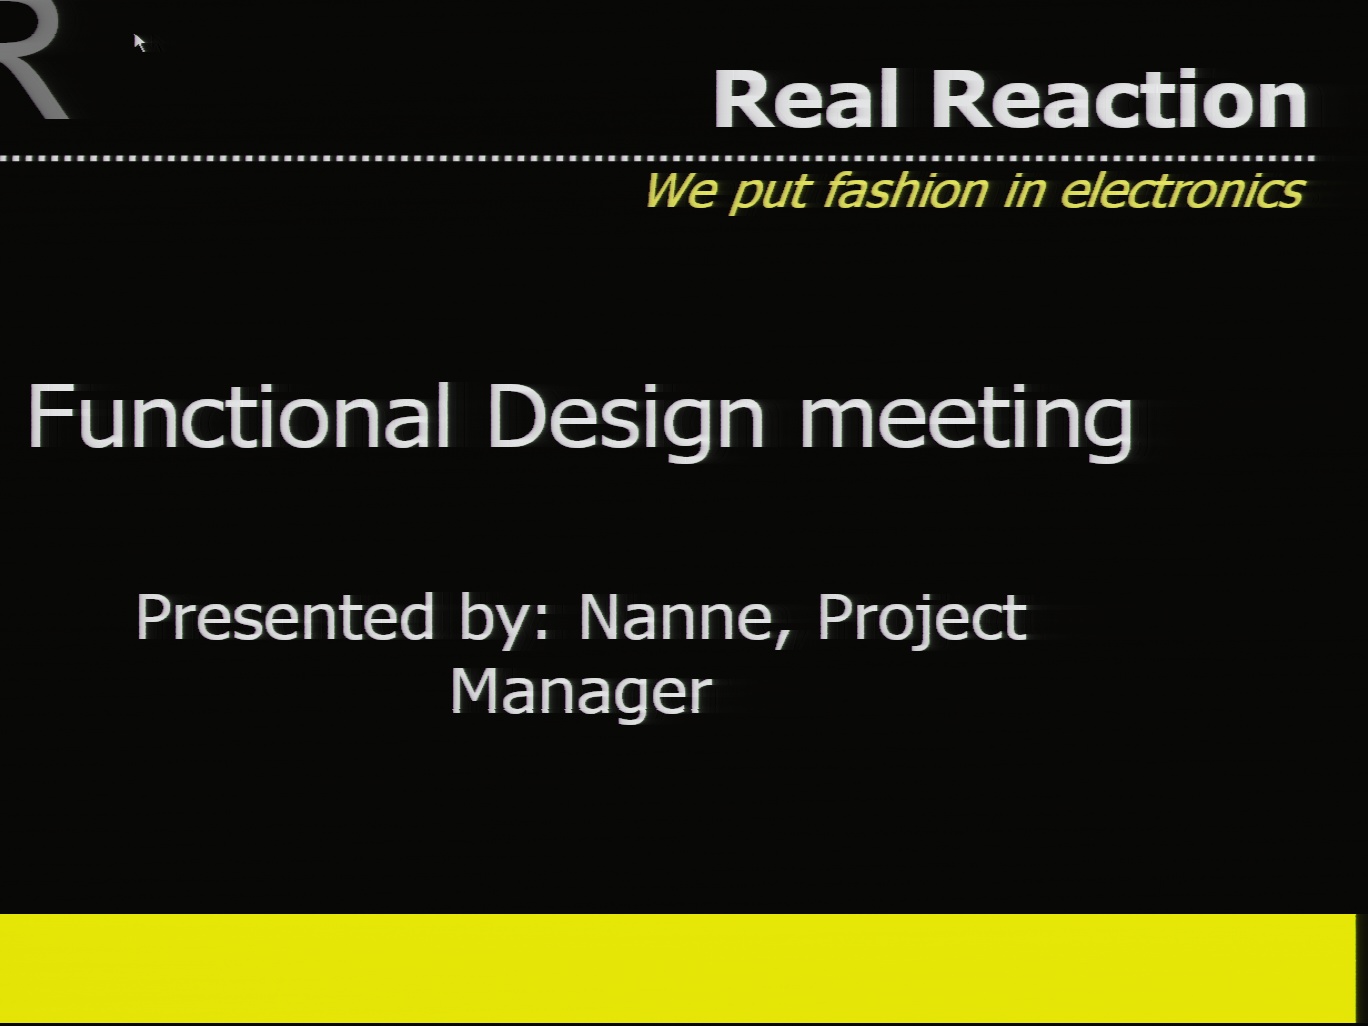 R
Real Reaction
We put fashion in electronics
Functional Design meeting
Presented by: Nanne, Project
Manager